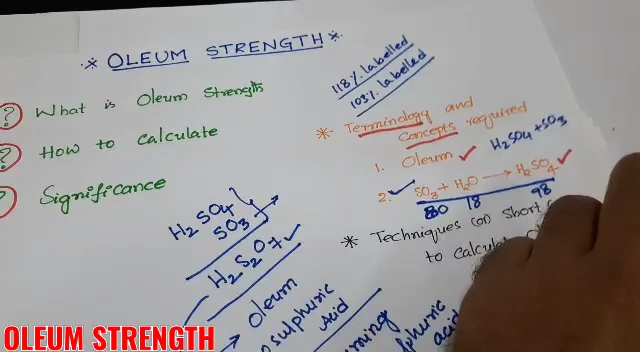 * OLEUM STRENGTH *
? What is Oleum Strength
? How to calculate
? Significance
118% labelled
103% labelled
* Terminology and
Concepts required
1. Oleum ✓ H2SO4+SO3
2. ✓ SO3 + H2O → H2SO4 ✓
80 18 98
* Techniques (or) Short
to calculate
H2SO4
SO3
H2S2O7 ✓
→ Oleum
sulphuric
Acid
acid
OLEUM STRENGTH